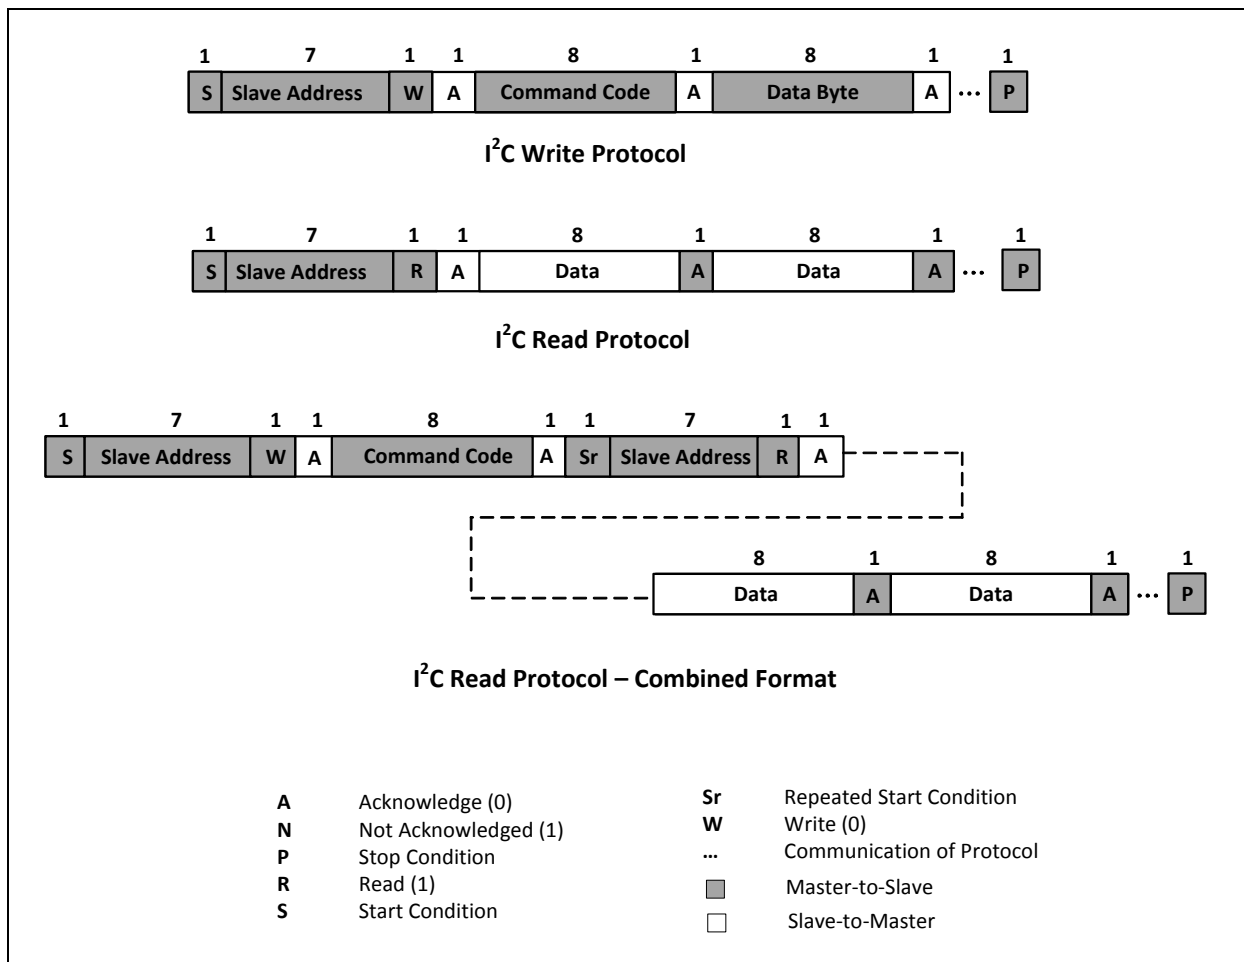 1 7 1 1 8 1 8 1 1
S Slave Address W A Command Code A Data Byte A ... P
I²C Write Protocol
1 7 1 1 8 1 8 1 1
S Slave Address R A Data A Data A ... P
I²C Read Protocol
1 7 1 1 8 1 1 7 1 1
S Slave Address W A Command Code A Sr Slave Address R A
8 1 8 1 1
Data A Data A ... P
I²C Read Protocol – Combined Format
A Acknowledge (0)
N Not Acknowledged (1)
P Stop Condition
R Read (1)
S Start Condition
Sr Repeated Start Condition
W Write (0)
... Communication of Protocol
Master-to-Slave
Slave-to-Master